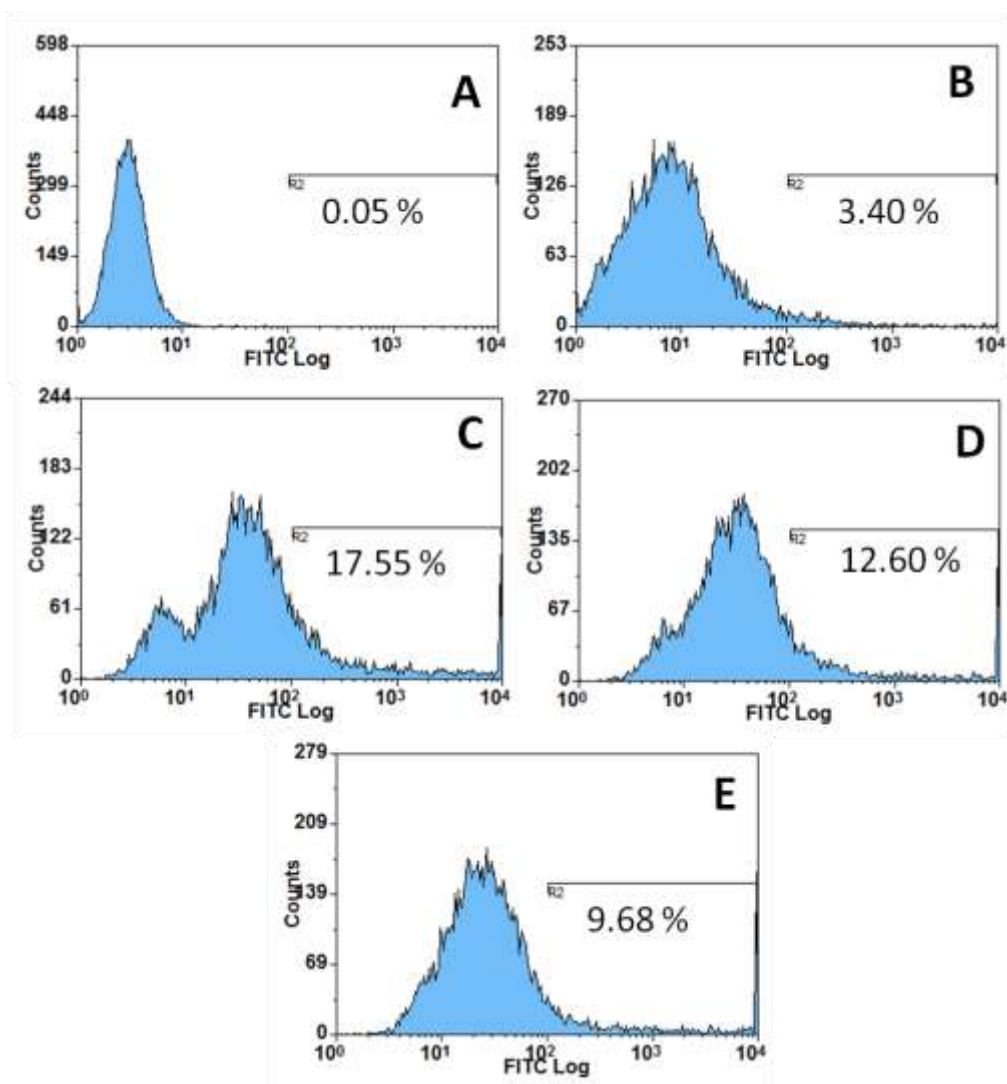 598
448
299
149
0
Counts
A
R2
0.05 %
10⁰ 10¹ 10² 10³ 10⁴
FITC Log
253
189
126
63
0
Counts
B
R2
3.40 %
10⁰ 10¹ 10² 10³ 10⁴
FITC Log
244
183
122
61
0
Counts
C
R2
17.55 %
10⁰ 10¹ 10² 10³ 10⁴
FITC Log
270
202
135
67
0
Counts
D
R2
12.60 %
10⁰ 10¹ 10² 10³ 10⁴
FITC Log
279
209
139
69
0
Counts
E
R2
9.68 %
10⁰ 10¹ 10² 10³ 10⁴
FITC Log